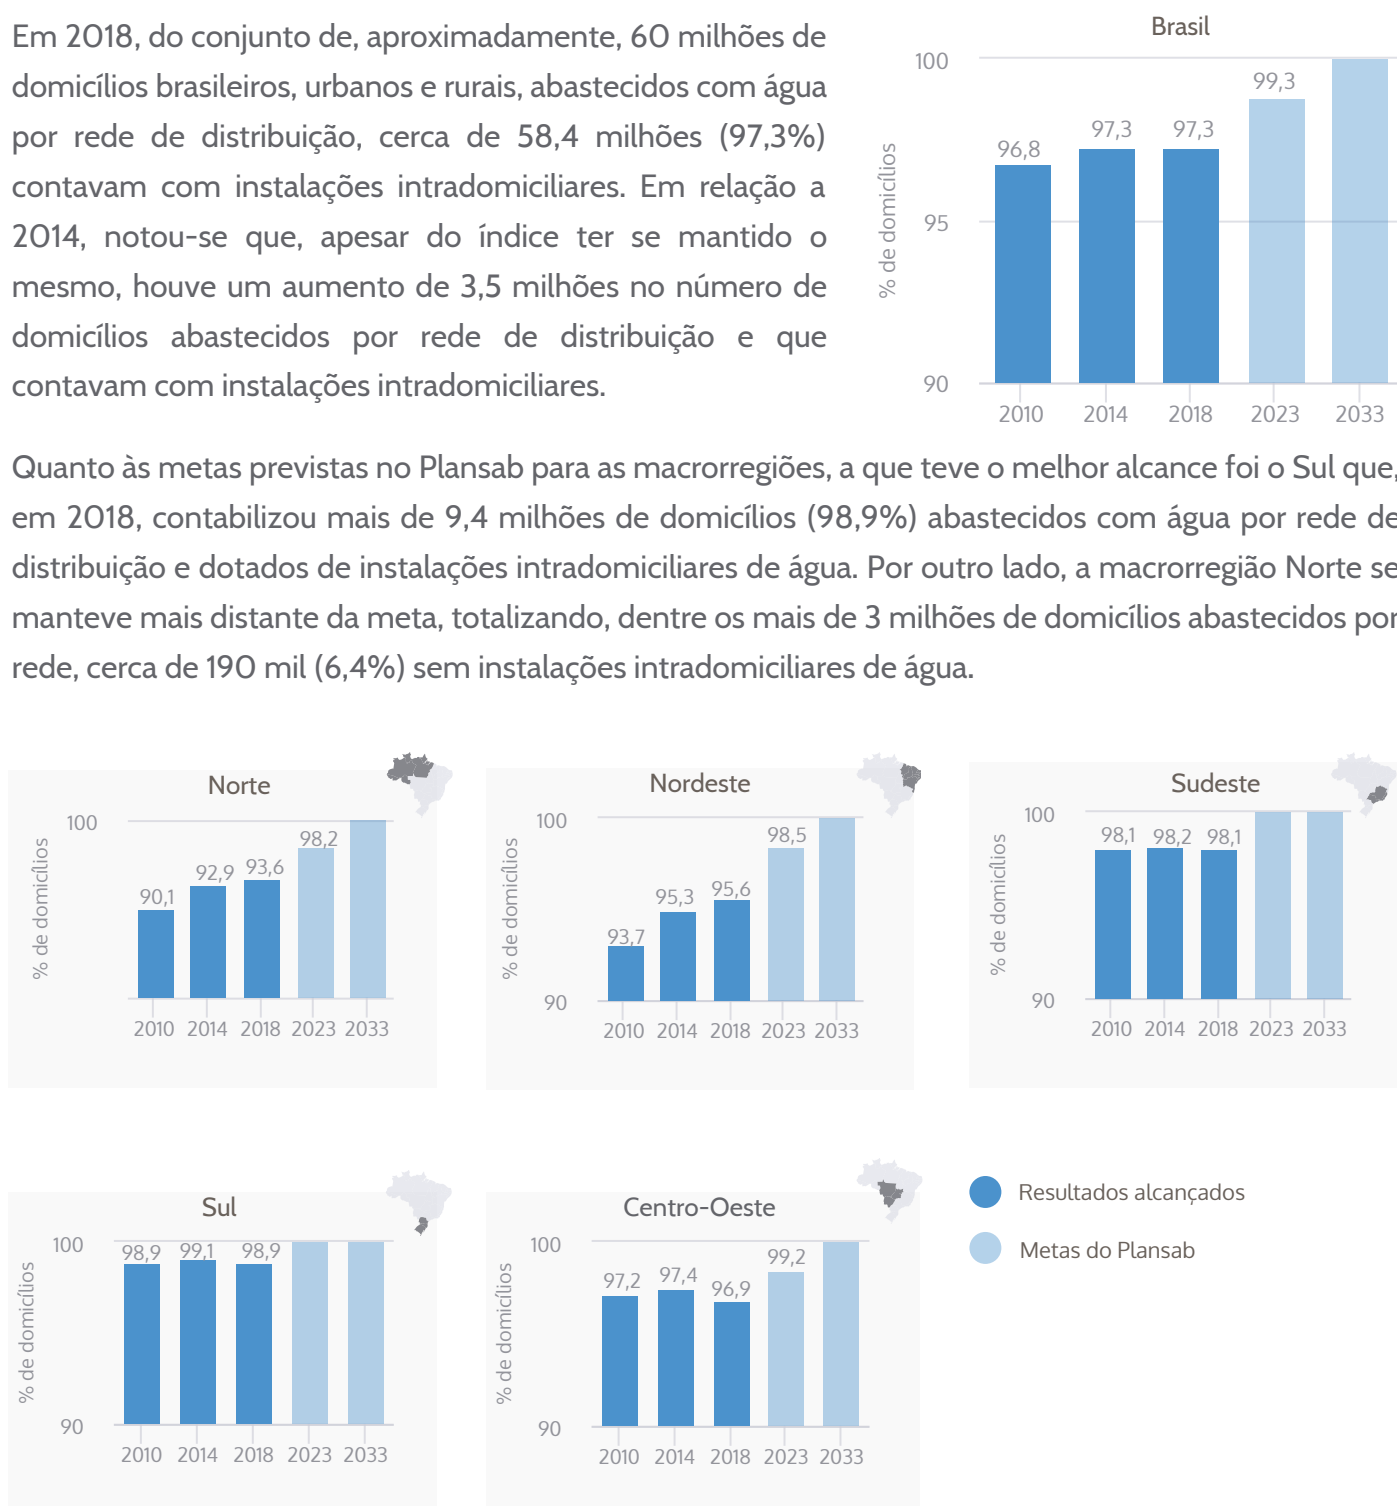 Em 2018, do conjunto de, aproximadamente, 60 milhões de
domicílios brasileiros, urbanos e rurais, abastecidos com água
por rede de distribuição, cerca de 58,4 milhões (97,3%)
contavam com instalações intradomiciliares. Em relação a
2014, notou-se que, apesar do índice ter se mantido o
mesmo, houve um aumento de 3,5 milhões no número de
domicílios abastecidos por rede de distribuição e que
contavam com instalações intradomiciliares.
Brasil
% de domicílios
100
95
90
96,8
97,3
97,3
99,3
2010 2014 2018 2023 2033
Quanto às metas previstas no Plansab para as macrorregiões, a que teve o melhor alcance foi o Sul que,
em 2018, contabilizou mais de 9,4 milhões de domicílios (98,9%) abastecidos com água por rede de
distribuição e dotados de instalações intradomiciliares de água. Por outro lado, a macrorregião Norte se
manteve mais distante da meta, totalizando, dentre os mais de 3 milhões de domicílios abastecidos por
rede, cerca de 190 mil (6,4%) sem instalações intradomiciliares de água.
Norte
% de domicílios
100
90,1
92,9
93,6
98,2
2010 2014 2018 2023 2033
Nordeste
% de domicílios
100
90
93,7
95,3
95,6
98,5
2010 2014 2018 2023 2033
Sudeste
% de domicílios
100
90
98,1
98,2
98,1
2010 2014 2018 2023 2033
Sul
% de domicílios
100
90
98,9
99,1
98,9
2010 2014 2018 2023 2033
Centro-Oeste
% de domicílios
100
90
97,2
97,4
96,9
99,2
2010 2014 2018 2023 2033
Resultados alcançados
Metas do Plansab